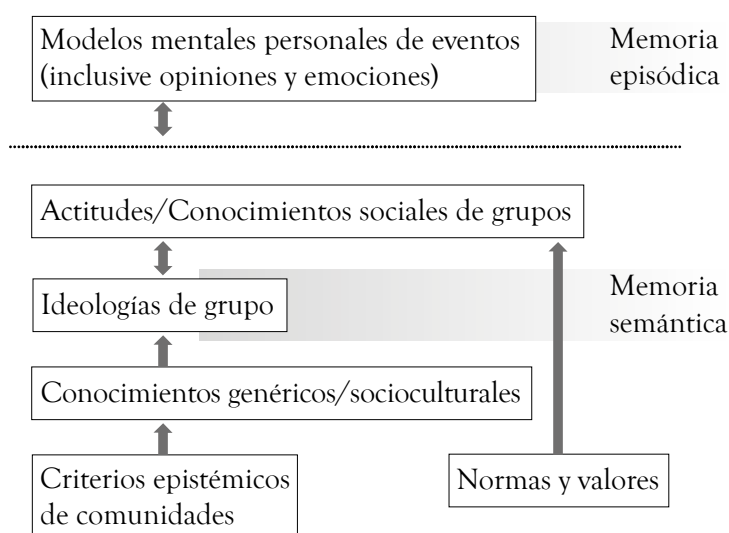 Modelos mentales personales de eventos
(inclusive opiniones y emociones)
Memoria
episódica
Actitudes/Conocimientos sociales de grupos
Ideologías de grupo
Memoria
semántica
Conocimientos genéricos/socioculturales
Criterios epistémicos
de comunidades
Normas y valores